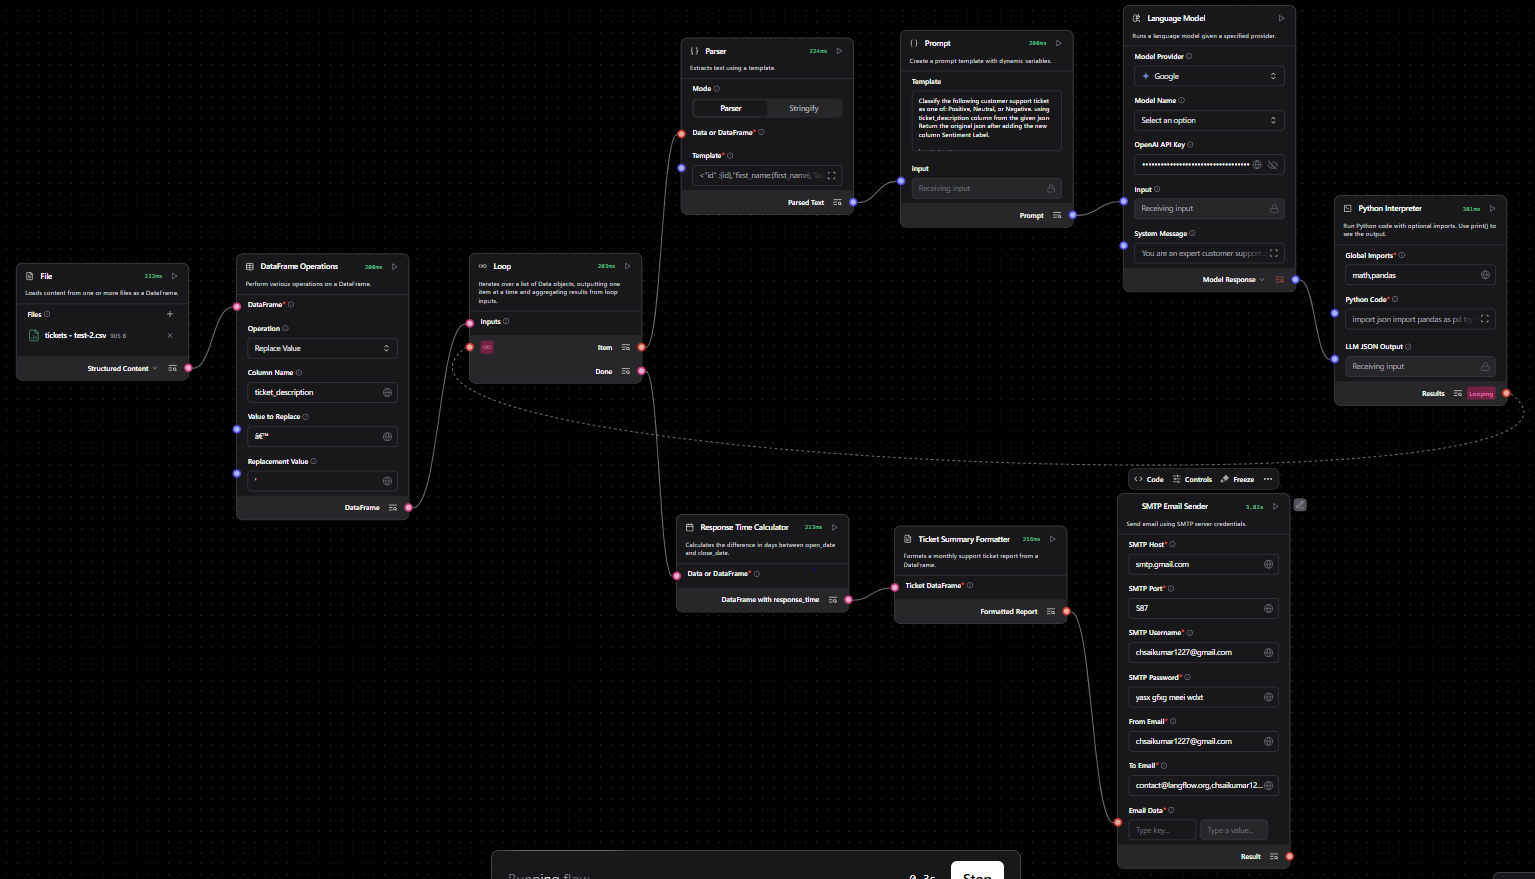 File
222ms
Loads content from one or more files as a DataFrame.
Files
tickets - test-2.csv 905 B
Structured Content
DataFrame Operations
208ms
Perform various operations on a DataFrame.
DataFrame*
Operation
Replace Value
Column Name
ticket_description
Value to Replace
â€™
Replacement Value
'
DataFrame
Loop
203ms
Iterates over a list of Data objects, outputting one
item at a time and aggregating results from loop
inputs.
Inputs
Item
Done
Parser
224ms
Extracts text using a template.
Mode
Parser
Stringify
Data or DataFrame*
Template*
<"id" :{id},"first_name:{first_name},
Parsed Text
Prompt
208ms
Create a prompt template with dynamic variables.
Template
Classify the following customer support ticket
as one of: Positive, Neutral, or Negative. using
ticket_description column from the given json
Return the original json after adding the new
column Sentiment Label.
Input
Receiving input
Prompt
Language Model
Runs a language model given a specified provider.
Model Provider
Google
Model Name
Select an option
OpenAI API Key
Input
Receiving input
System Message
You are an expert customer support
Model Response
Python Interpreter
381ms
Run Python code with optional imports. Use print() to
see the output.
Global Imports*
math,pandas
Python Code*
import json import pandas as pd try
LLM JSON Output
Receiving input
Results
Looping
Response Time Calculator
213ms
Calculates the difference in days between open_date
and close_date.
Data or DataFrame*
DataFrame with response_time
Ticket Summary Formatter
216ms
Formats a monthly support ticket report from a
DataFrame.
Ticket DataFrame*
Formatted Report
Code
Controls
Freeze
SMTP Email Sender
3.82s
Send email using SMTP server credentials.
SMTP Host*
smtp.gmail.com
SMTP Port*
587
SMTP Username*
chsaikumar1227@gmail.com
SMTP Password*
yasx gfxg meei wdxt
From Email*
chsaikumar1227@gmail.com
To Email*
contact@langflow.org,chsaikumar12...
Email Data*
Type key...
Type a value...
Result
Running flow
0.3s
Stop